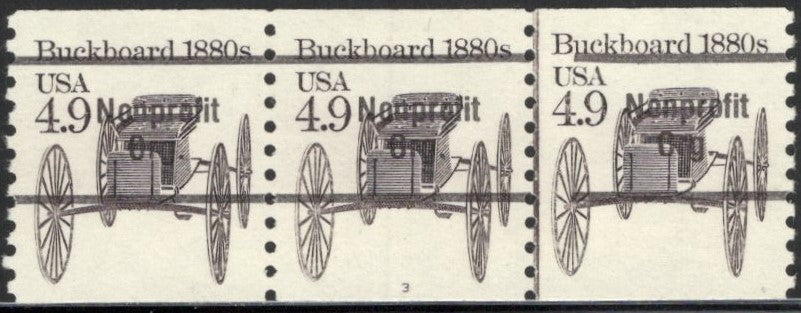 Buckboard 1880s
USA
4.9 Nonprofit
Org
Buckboard 1880s
USA
4.9 Nonprofit
Org
3
Buckboard 1880s
USA
4.9 Nonprofit
Org